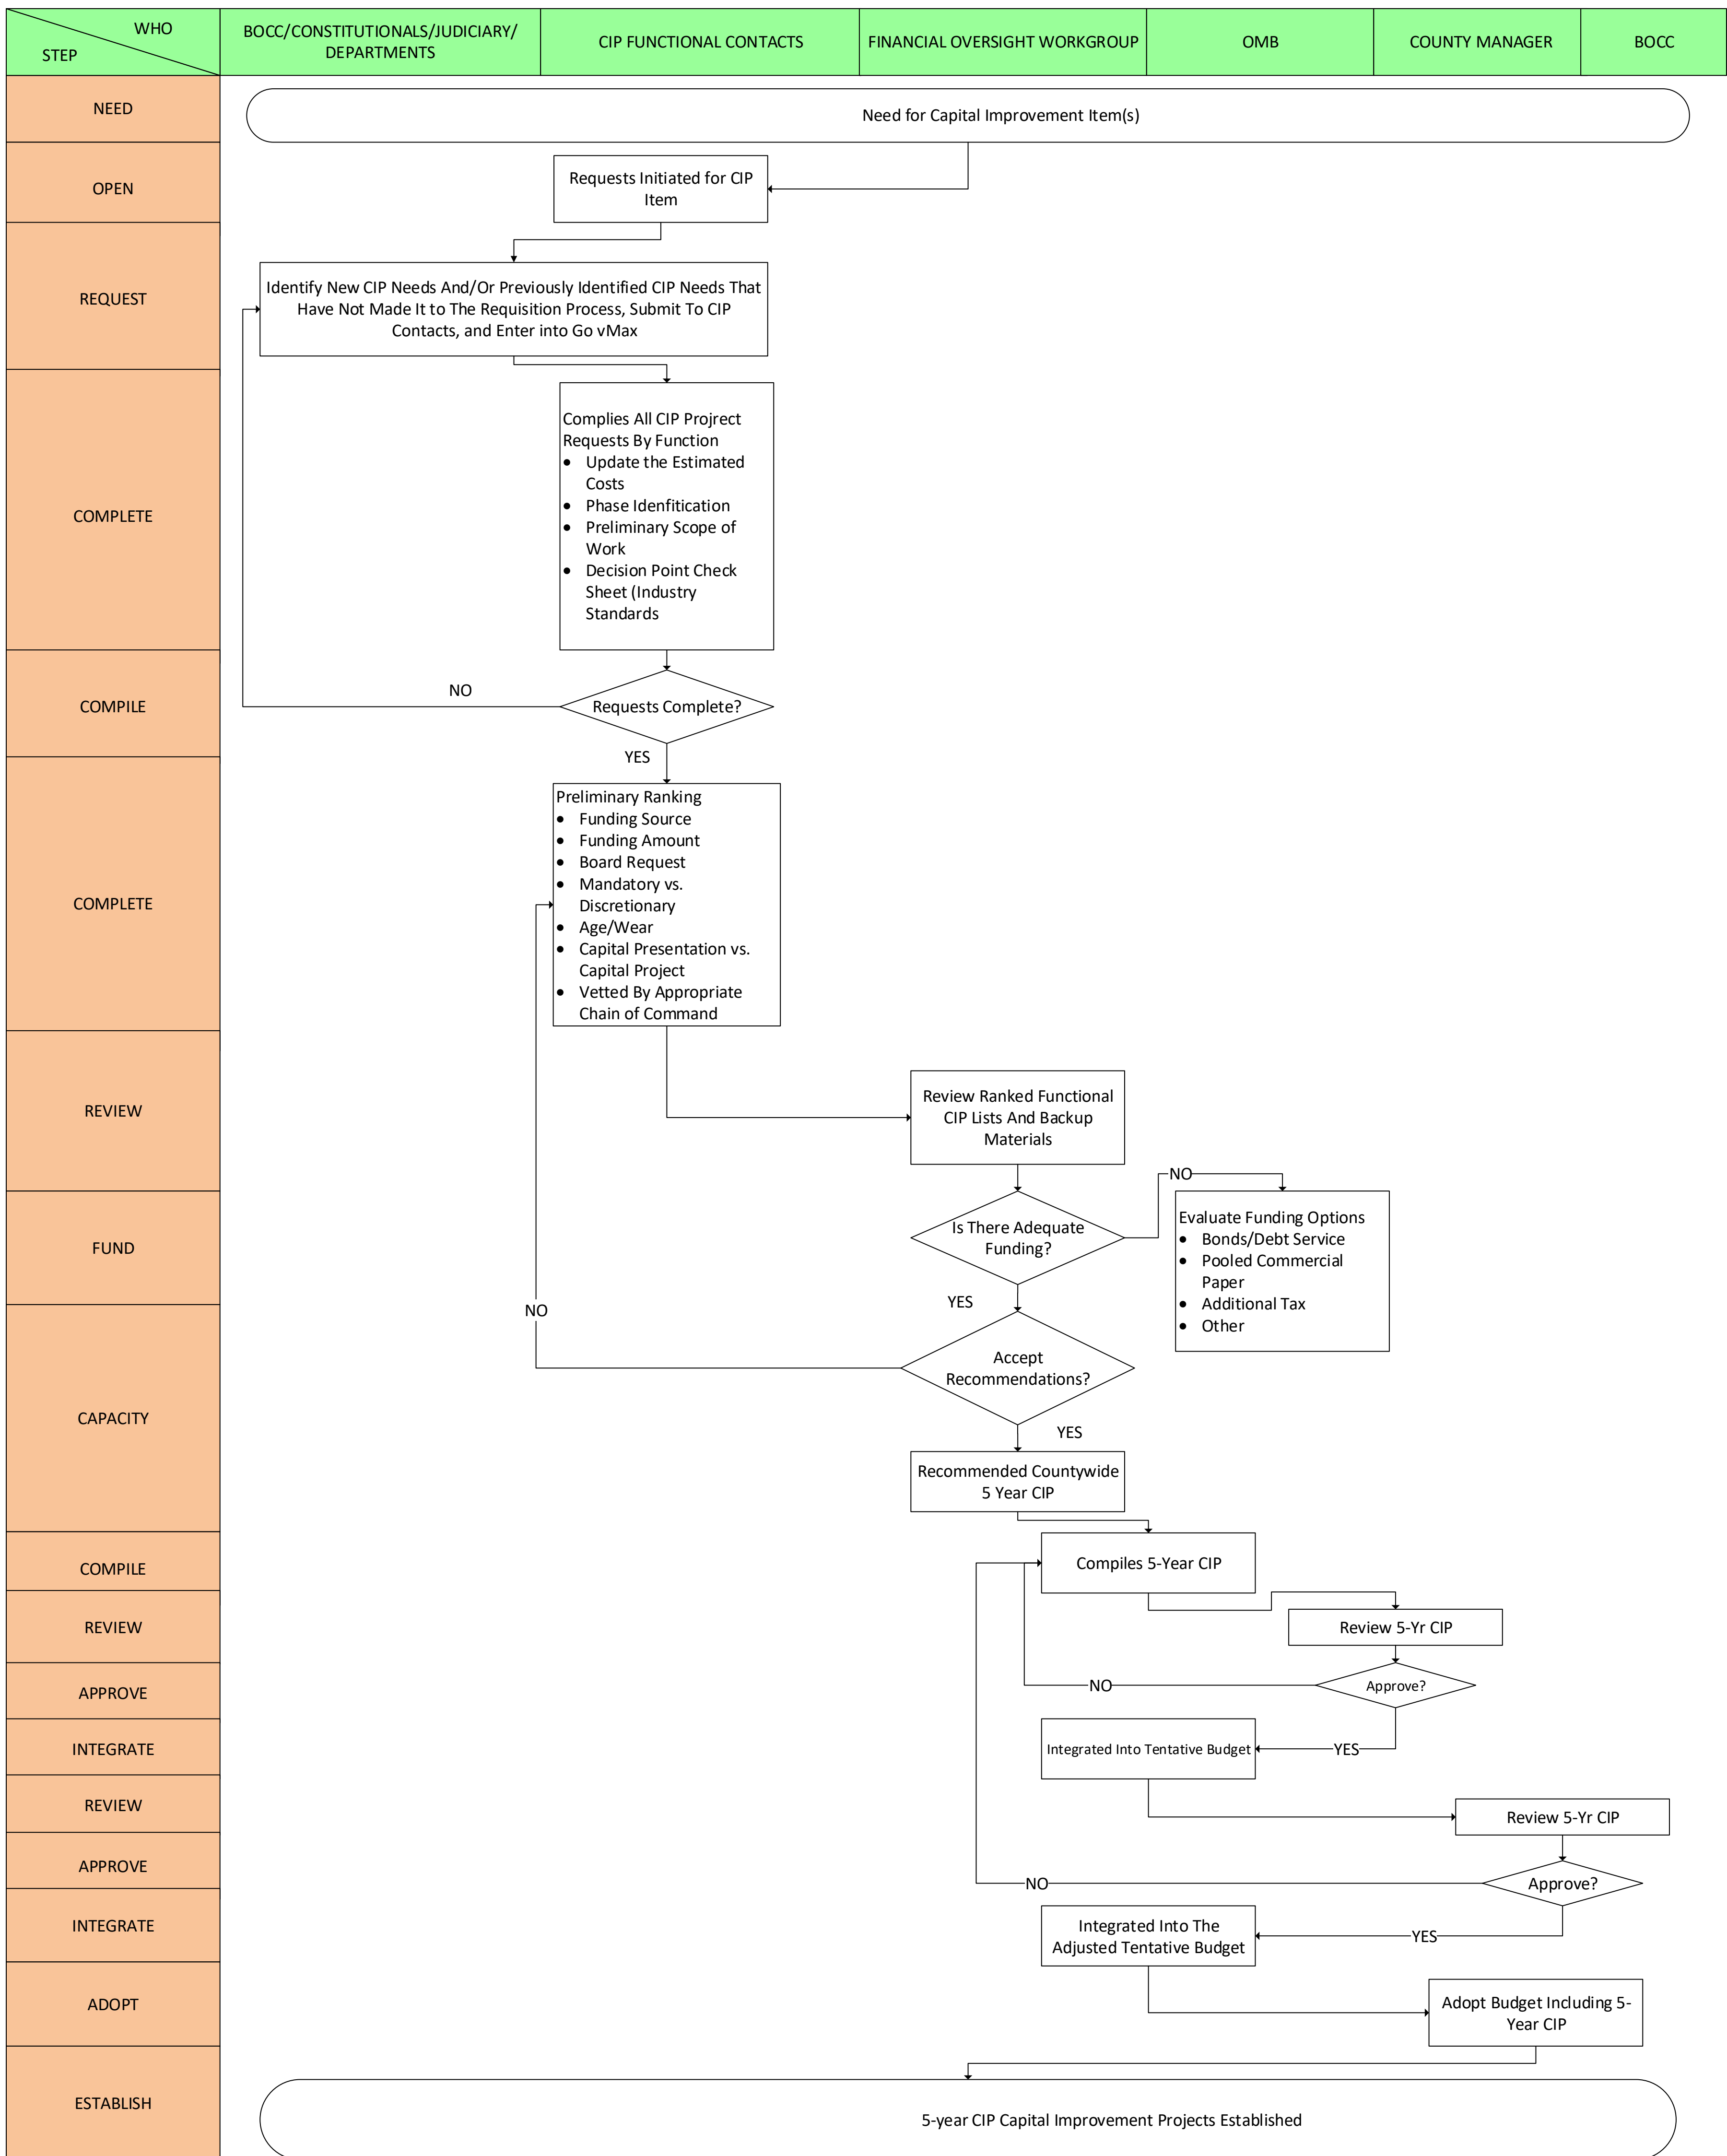 WHO
STEP
BOCC/CONSTITUTIONALS/JUDICIARY/
DEPARTMENTS
CIP FUNCTIONAL CONTACTS
FINANCIAL OVERSIGHT WORKGROUP
OMB
COUNTY MANAGER
BOCC
NEED
Need for Capital Improvement Item(s)
OPEN
Requests Initiated for CIP
Item
REQUEST
Identify New CIP Needs And/Or Previously Identified CIP Needs That
Have Not Made It to The Requisition Process, Submit To CIP
Contacts, and Enter into Go vMax
COMPLETE
Complies All CIP Projrect
Requests By Function
● Update the Estimated
Costs
● Phase Idenfitication
● Preliminary Scope of
Work
● Decision Point Check
Sheet (Industry
Standards
COMPILE
NO
Requests Complete?
YES
COMPLETE
Preliminary Ranking
● Funding Source
● Funding Amount
● Board Request
● Mandatory vs.
Discretionary
● Age/Wear
● Capital Presentation vs.
Capital Project
● Vetted By Appropriate
Chain of Command
REVIEW
Review Ranked Functional
CIP Lists And Backup
Materials
NO
FUND
Is There Adequate
Funding?
Evaluate Funding Options
● Bonds/Debt Service
● Pooled Commercial
Paper
● Additional Tax
● Other
YES
NO
CAPACITY
Accept
Recommendations?
YES
Recommended Countywide
5 Year CIP
COMPILE
Compiles 5-Year CIP
REVIEW
Review 5-Yr CIP
APPROVE
NO
Approve?
INTEGRATE
Integrated Into Tentative Budget
YES
REVIEW
Review 5-Yr CIP
APPROVE
NO
Approve?
INTEGRATE
Integrated Into The
Adjusted Tentative Budget
YES
ADOPT
Adopt Budget Including 5-
Year CIP
ESTABLISH
5-year CIP Capital Improvement Projects Established